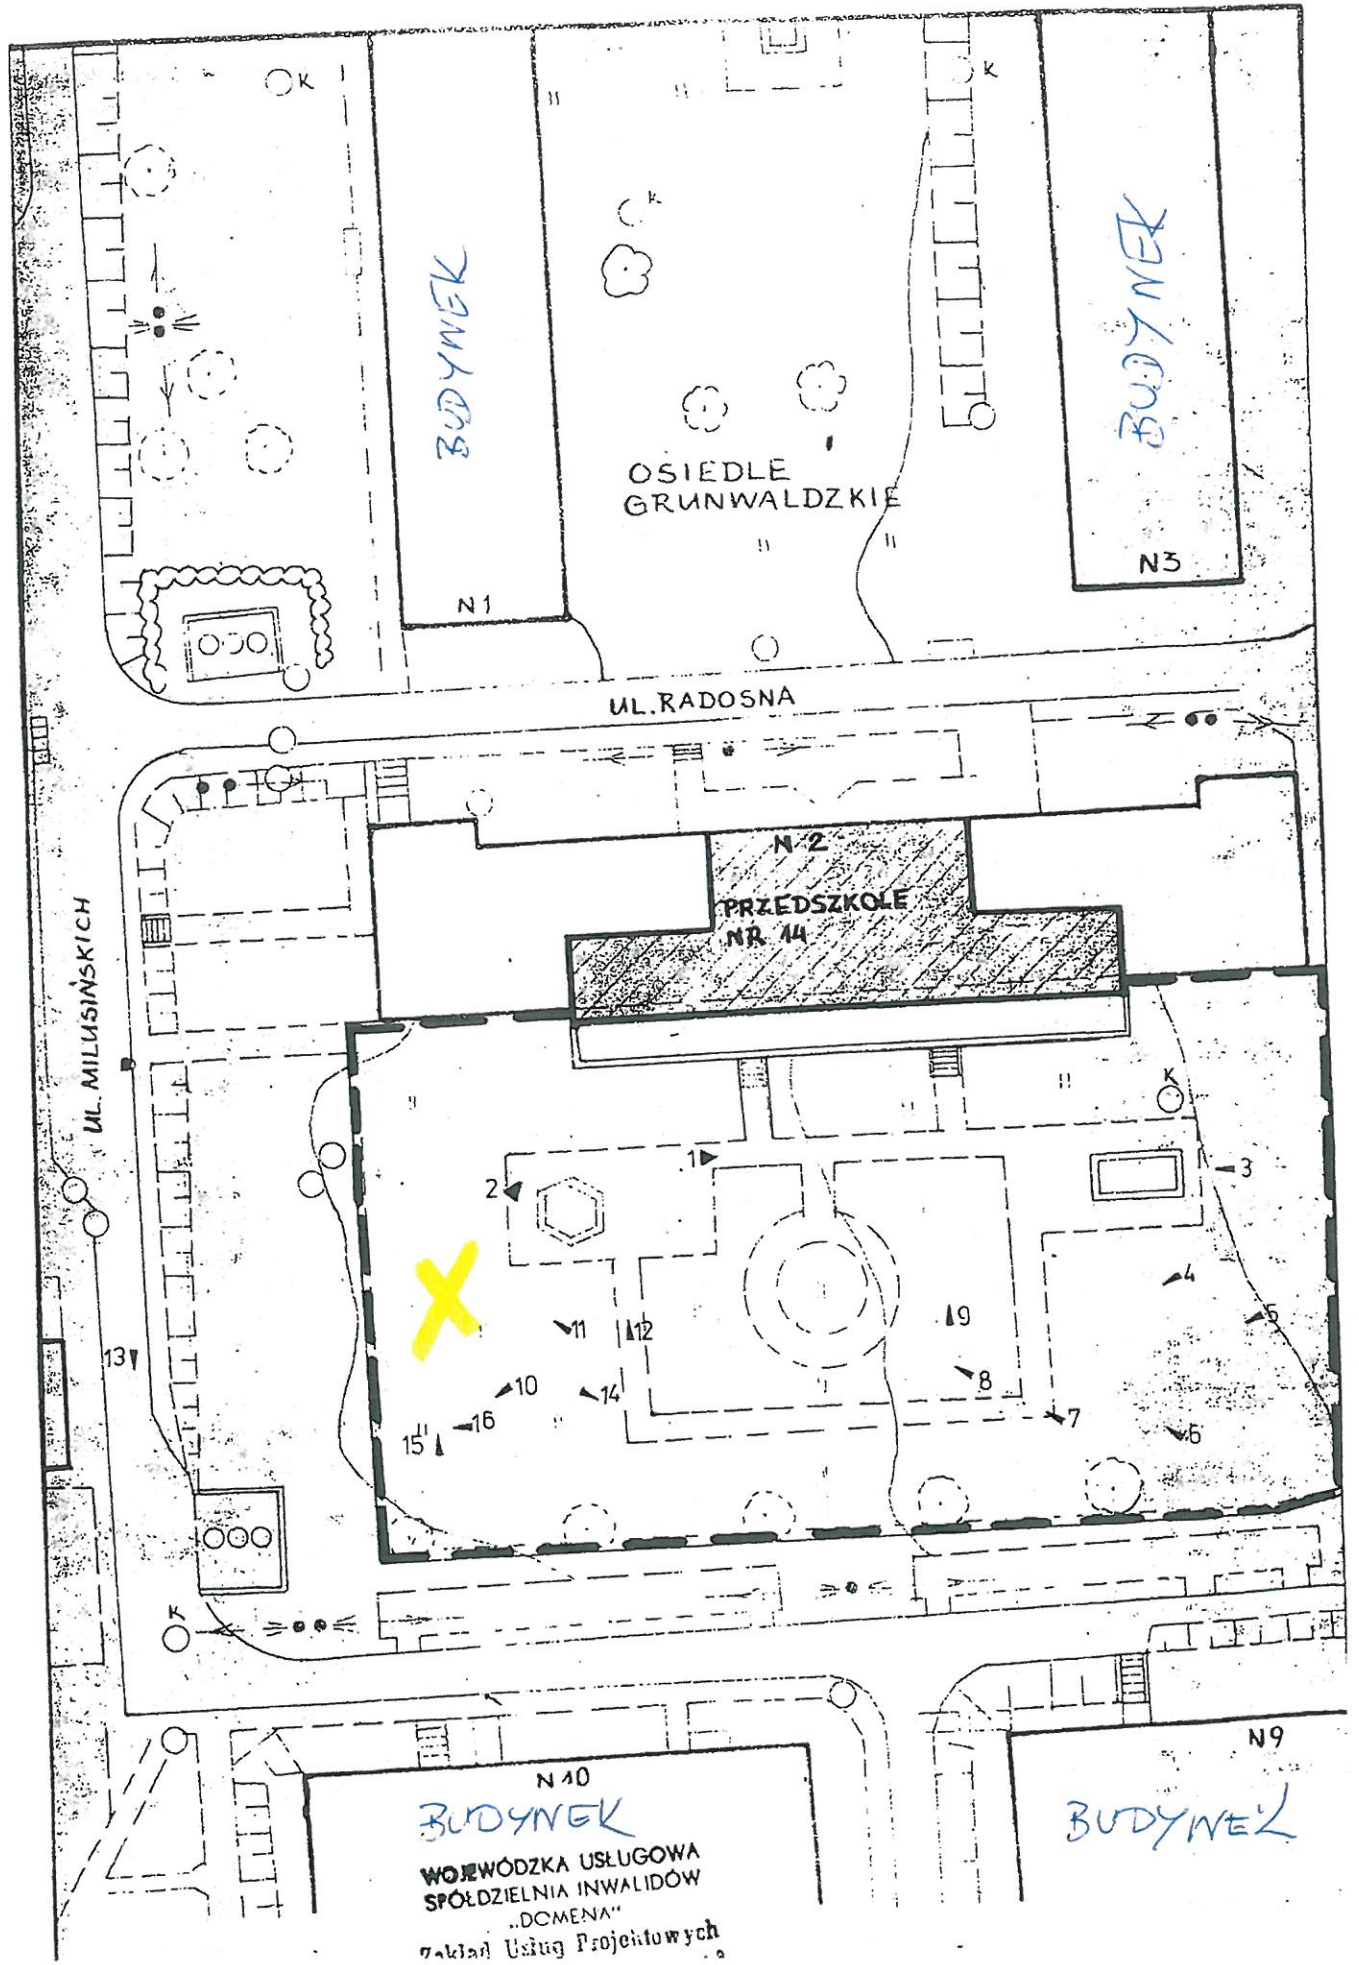 K
K
K
BUDYNEK
BUDYNEK
OSIEDLE
GRUNWALDZKIE
N1
N3
UL. RADOSNA
N 2
PRZEDSZKOLE
NR 14
UL. MILUSIŃSKICH
K
1
2
3
4
5
11
12
9
13
8
10
14
16
7
15
6
K
N 10
N9
BUDYNEK
BUDYNEK
WOJEWÓDZKA USŁUGOWA
SPÓŁDZIELNIA INWALIDÓW
„DOMENA”
Zakład Usług Projektowych